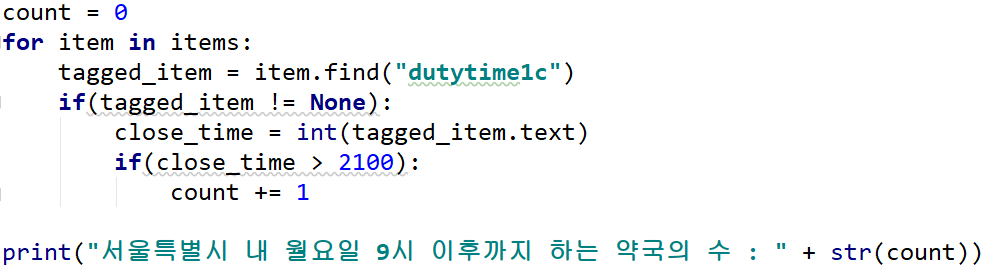 count = 0
for item in items:
    tagged_item = item.find("dutytime1c")
    if(tagged_item != None):
        close_time = int(tagged_item.text)
        if(close_time > 2100):
            count += 1

print("서울특별시 내 월요일 9시 이후까지 하는 약국의 수 : " + str(count))